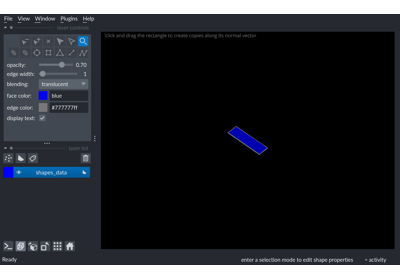 File View Window Plugins Help
layer controls
Click and drag the rectangle to create copies along its normal vector
opacity: 0.70
edge width: 1
blending: translucent
face color: blue
edge color: #777777ff
display text:
layer list
shapes_data
Ready
enter a selection mode to edit shape properties
activity